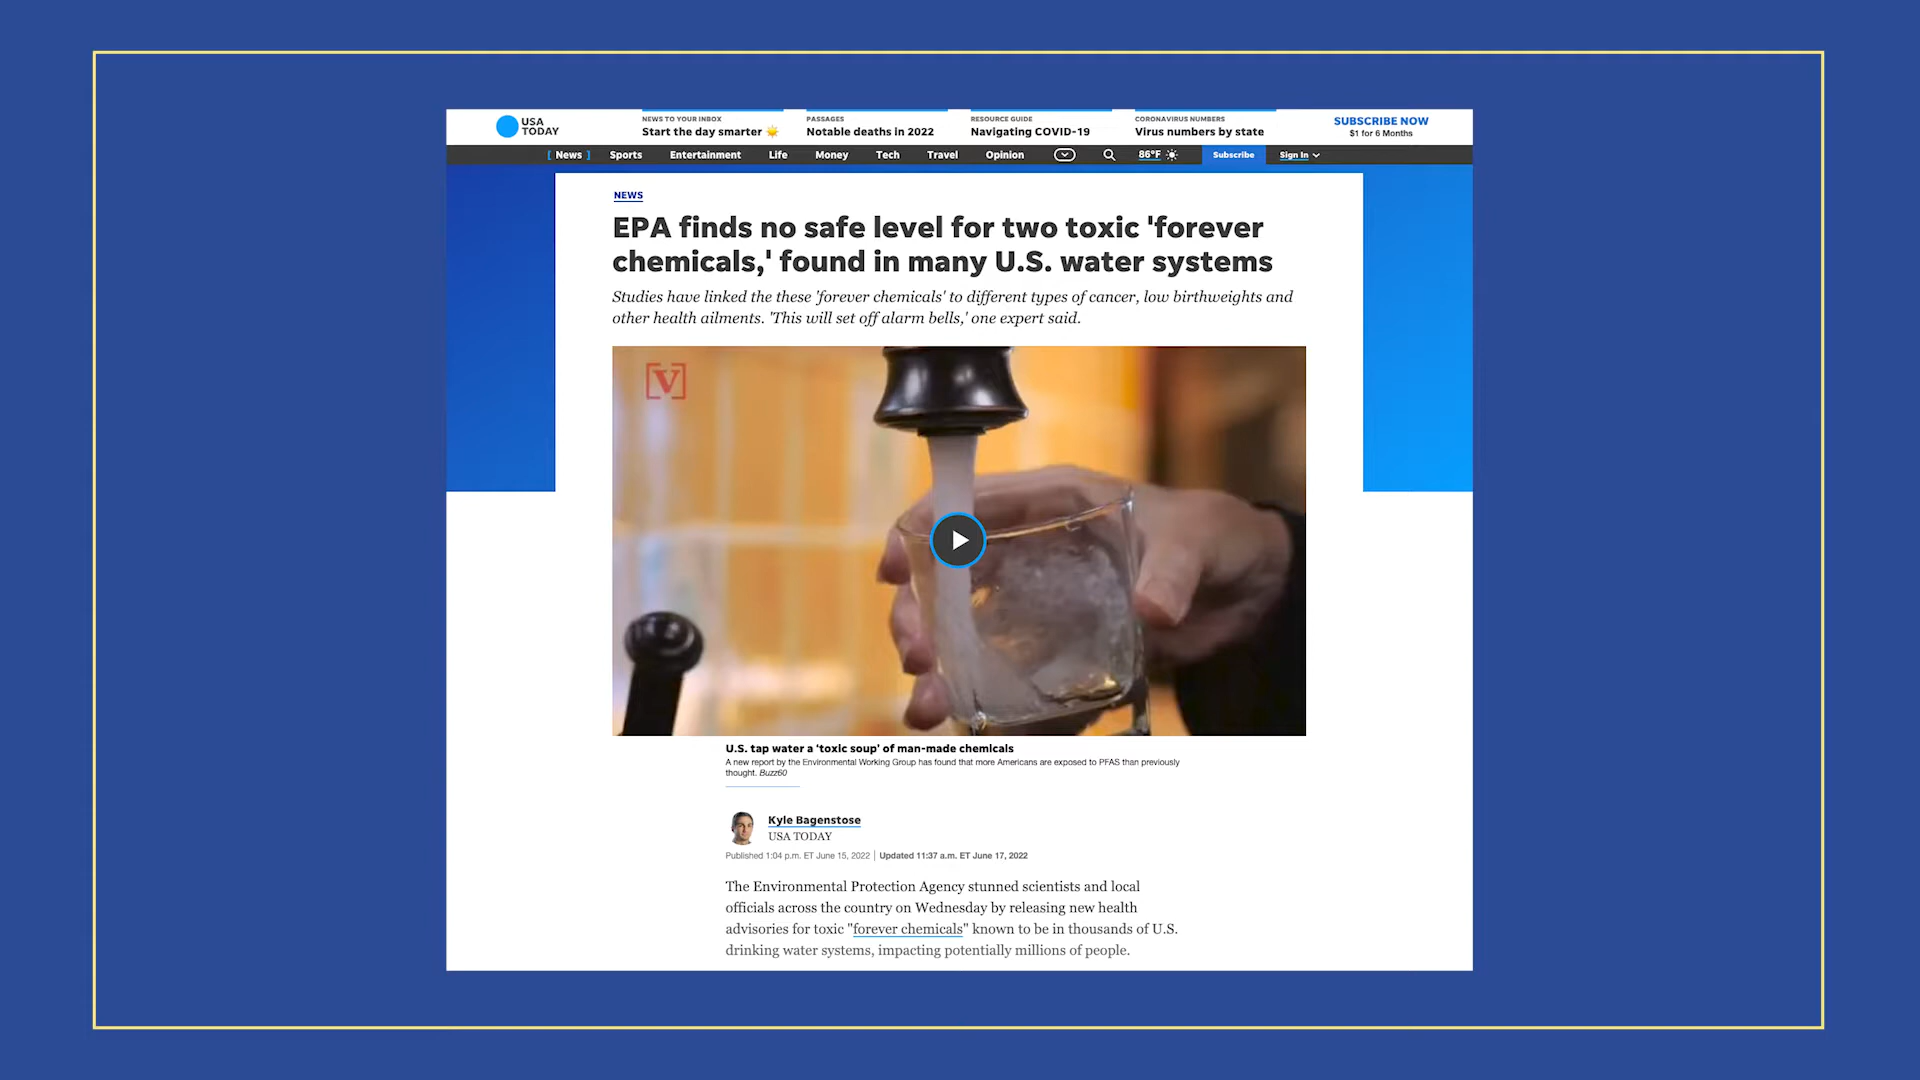 USA
TODAY
NEWS TO YOUR INBOX
Start the day smarter ☀️
PASSAGES
Notable deaths in 2022
RESOURCE GUIDE
Navigating COVID-19
CORONAVIRUS NUMBERS
Virus numbers by state
SUBSCRIBE NOW
$1 for 6 Months
[ News ] Sports Entertainment Life Money Tech Travel Opinion 86°F Subscribe Sign In
NEWS
EPA finds no safe level for two toxic 'forever
chemicals,' found in many U.S. water systems
Studies have linked the these 'forever chemicals' to different types of cancer, low birthweights and
other health ailments. 'This will set off alarm bells,' one expert said.
[V]
U.S. tap water a 'toxic soup' of man-made chemicals
A new report by the Environmental Working Group has found that more Americans are exposed to PFAS than previously
thought. Buzz60
Kyle Bagenstose
USA TODAY
Published 1:04 p.m. ET June 15, 2022 | Updated 11:37 a.m. ET June 17, 2022
The Environmental Protection Agency stunned scientists and local
officials across the country on Wednesday by releasing new health
advisories for toxic "forever chemicals" known to be in thousands of U.S.
drinking water systems, impacting potentially millions of people.